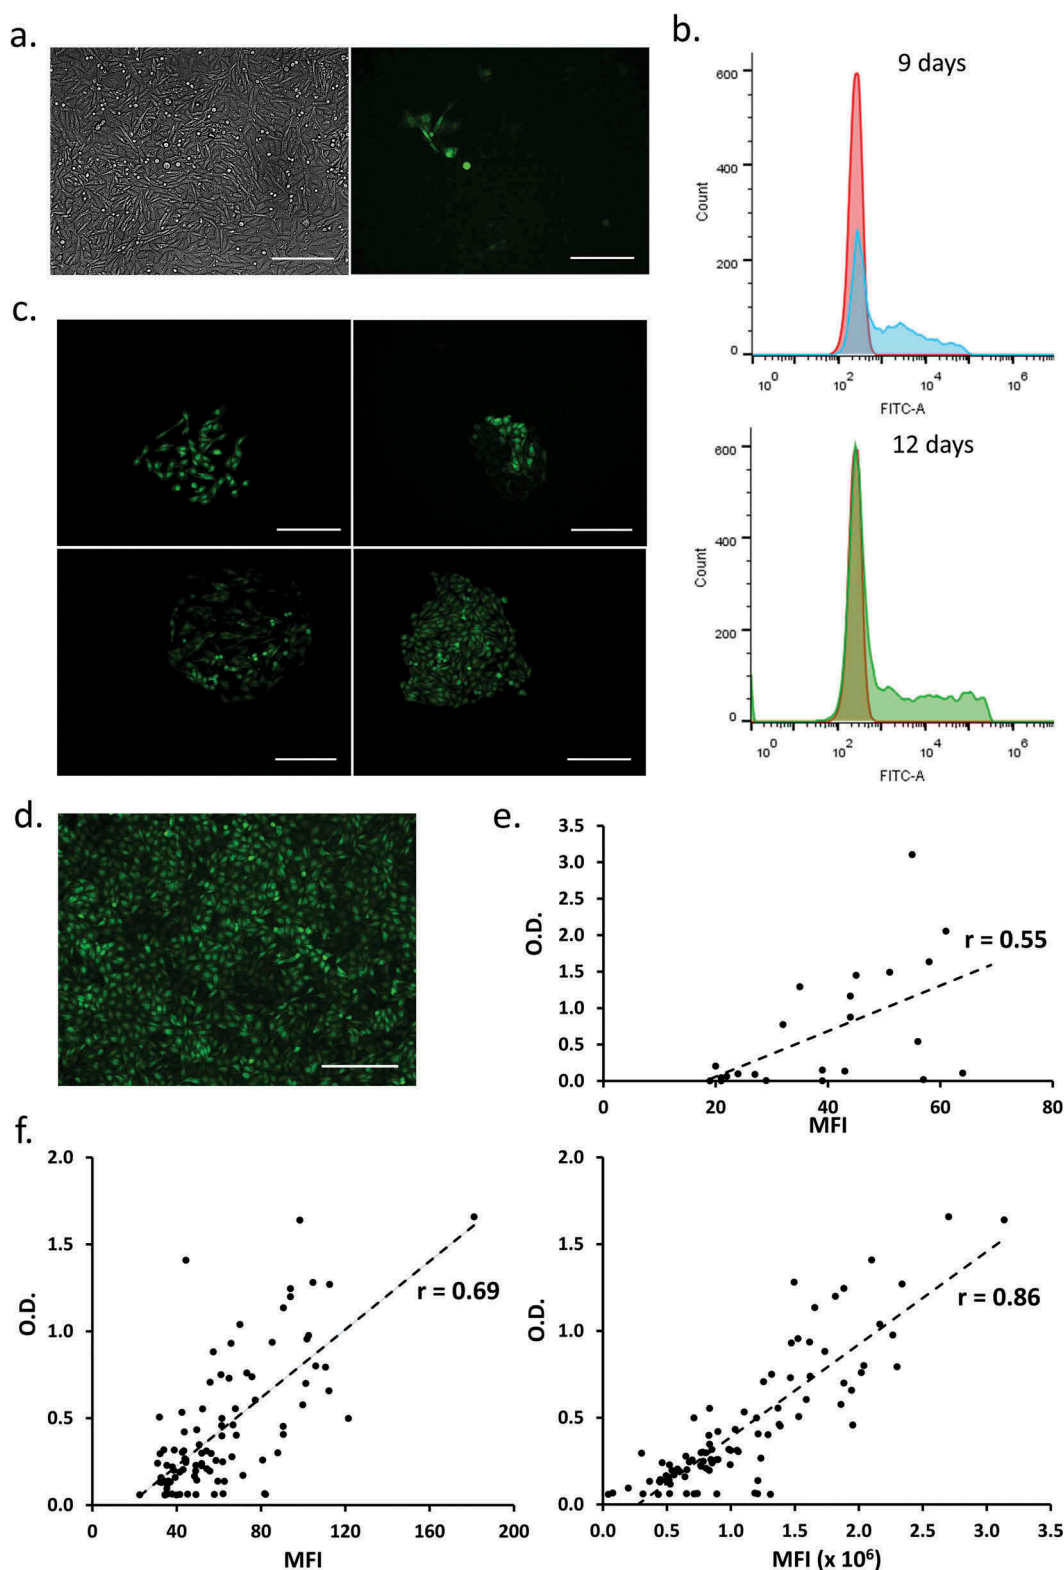 a.
b.
9 days
600
400
200
0
Count
10^0 10^2 10^4 10^6
FITC-A
c.
12 days
600
400
200
0
Count
10^0 10^2 10^4 10^6
FITC-A
d.
e.
3.5
3.0
2.5
2.0
1.5
1.0
0.5
0.0
O.D.
r = 0.55
0 20 40 60 80
MFI
f.
2.0
1.5
1.0
0.5
0.0
O.D.
r = 0.69
0 40 80 120 160 200
MFI
2.0
1.5
1.0
0.5
0.0
O.D.
r = 0.86
0.0 0.5 1.0 1.5 2.0 2.5 3.0 3.5
MFI (x 10^6)